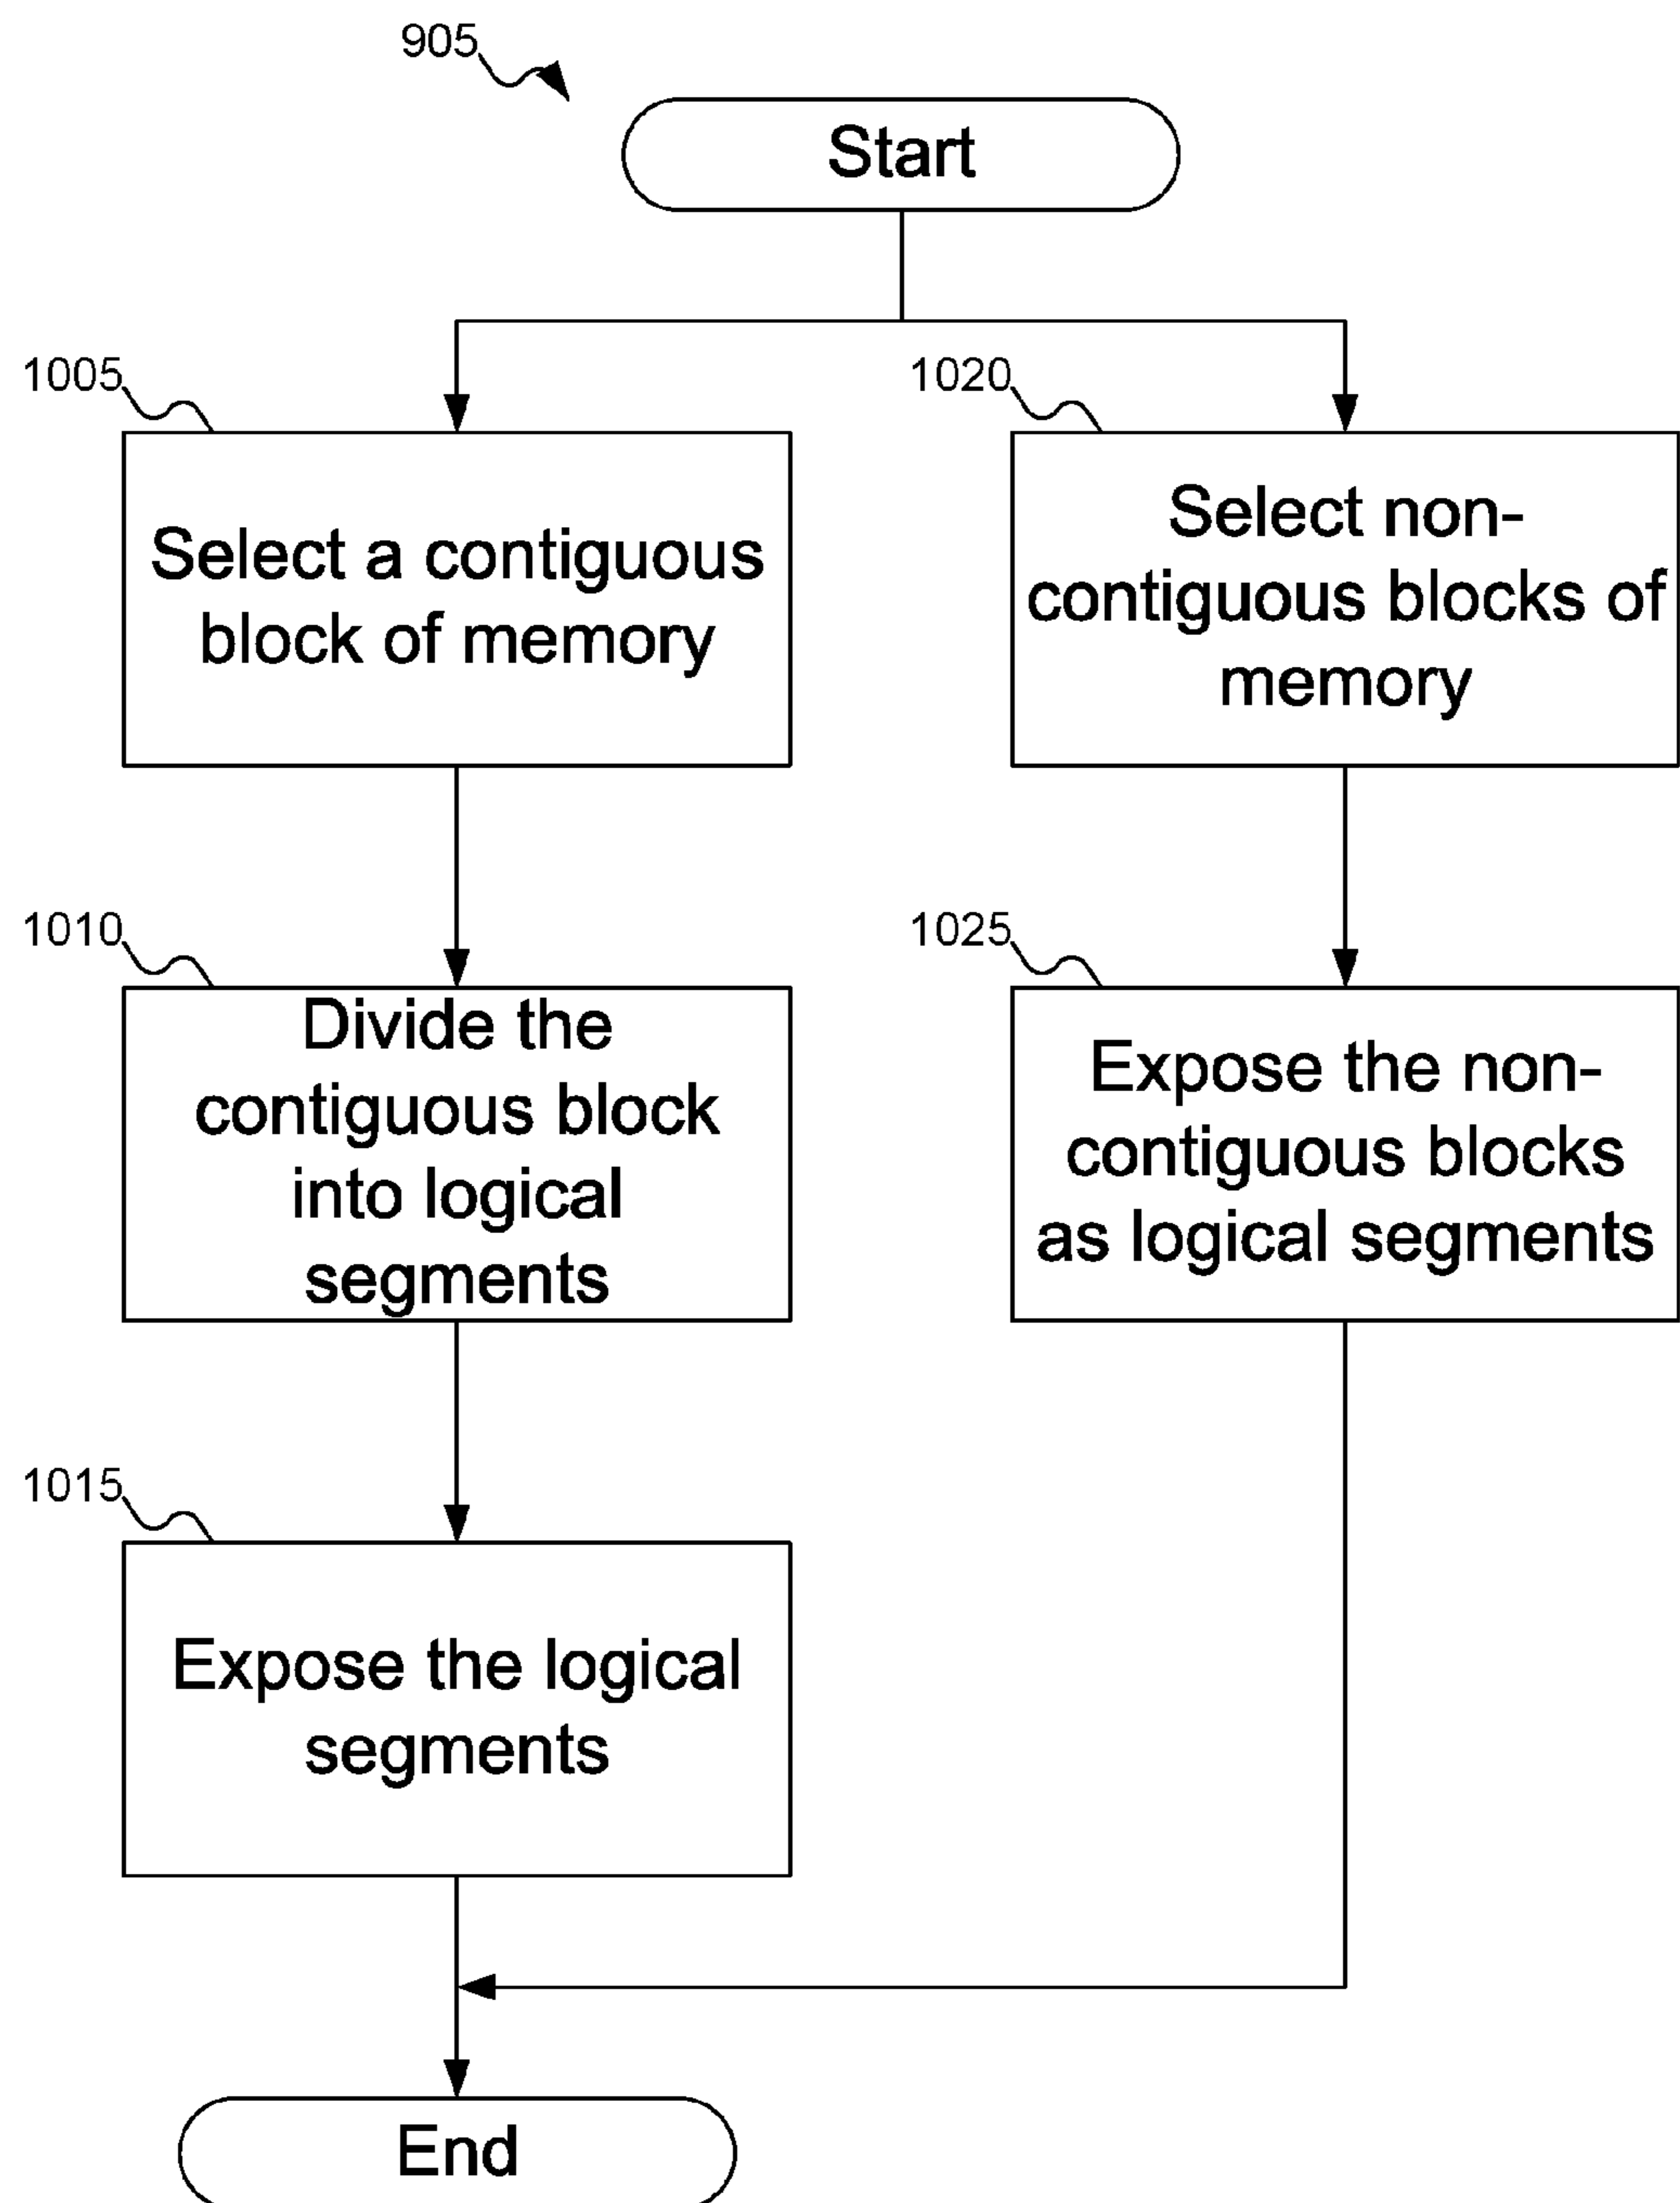 905
Start
1005
Select a contiguous
block of memory
1020
Select non-
contiguous blocks of
memory
1010
Divide the
contiguous block
into logical
segments
1025
Expose the non-
contiguous blocks
as logical segments
1015
Expose the logical
segments
End